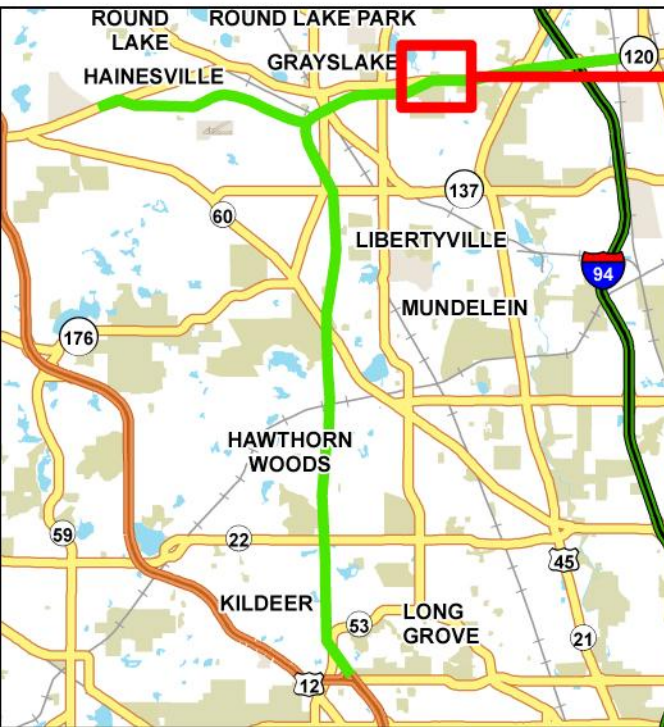 ROUND
LAKE
ROUND LAKE PARK
HAINESVILLE
GRAYSLAKE
120
137
60
LIBERTYVILLE
94
MUNDELEIN
176
HAWTHORN
WOODS
59
22
45
KILDEER
53
LONG
GROVE
21
12